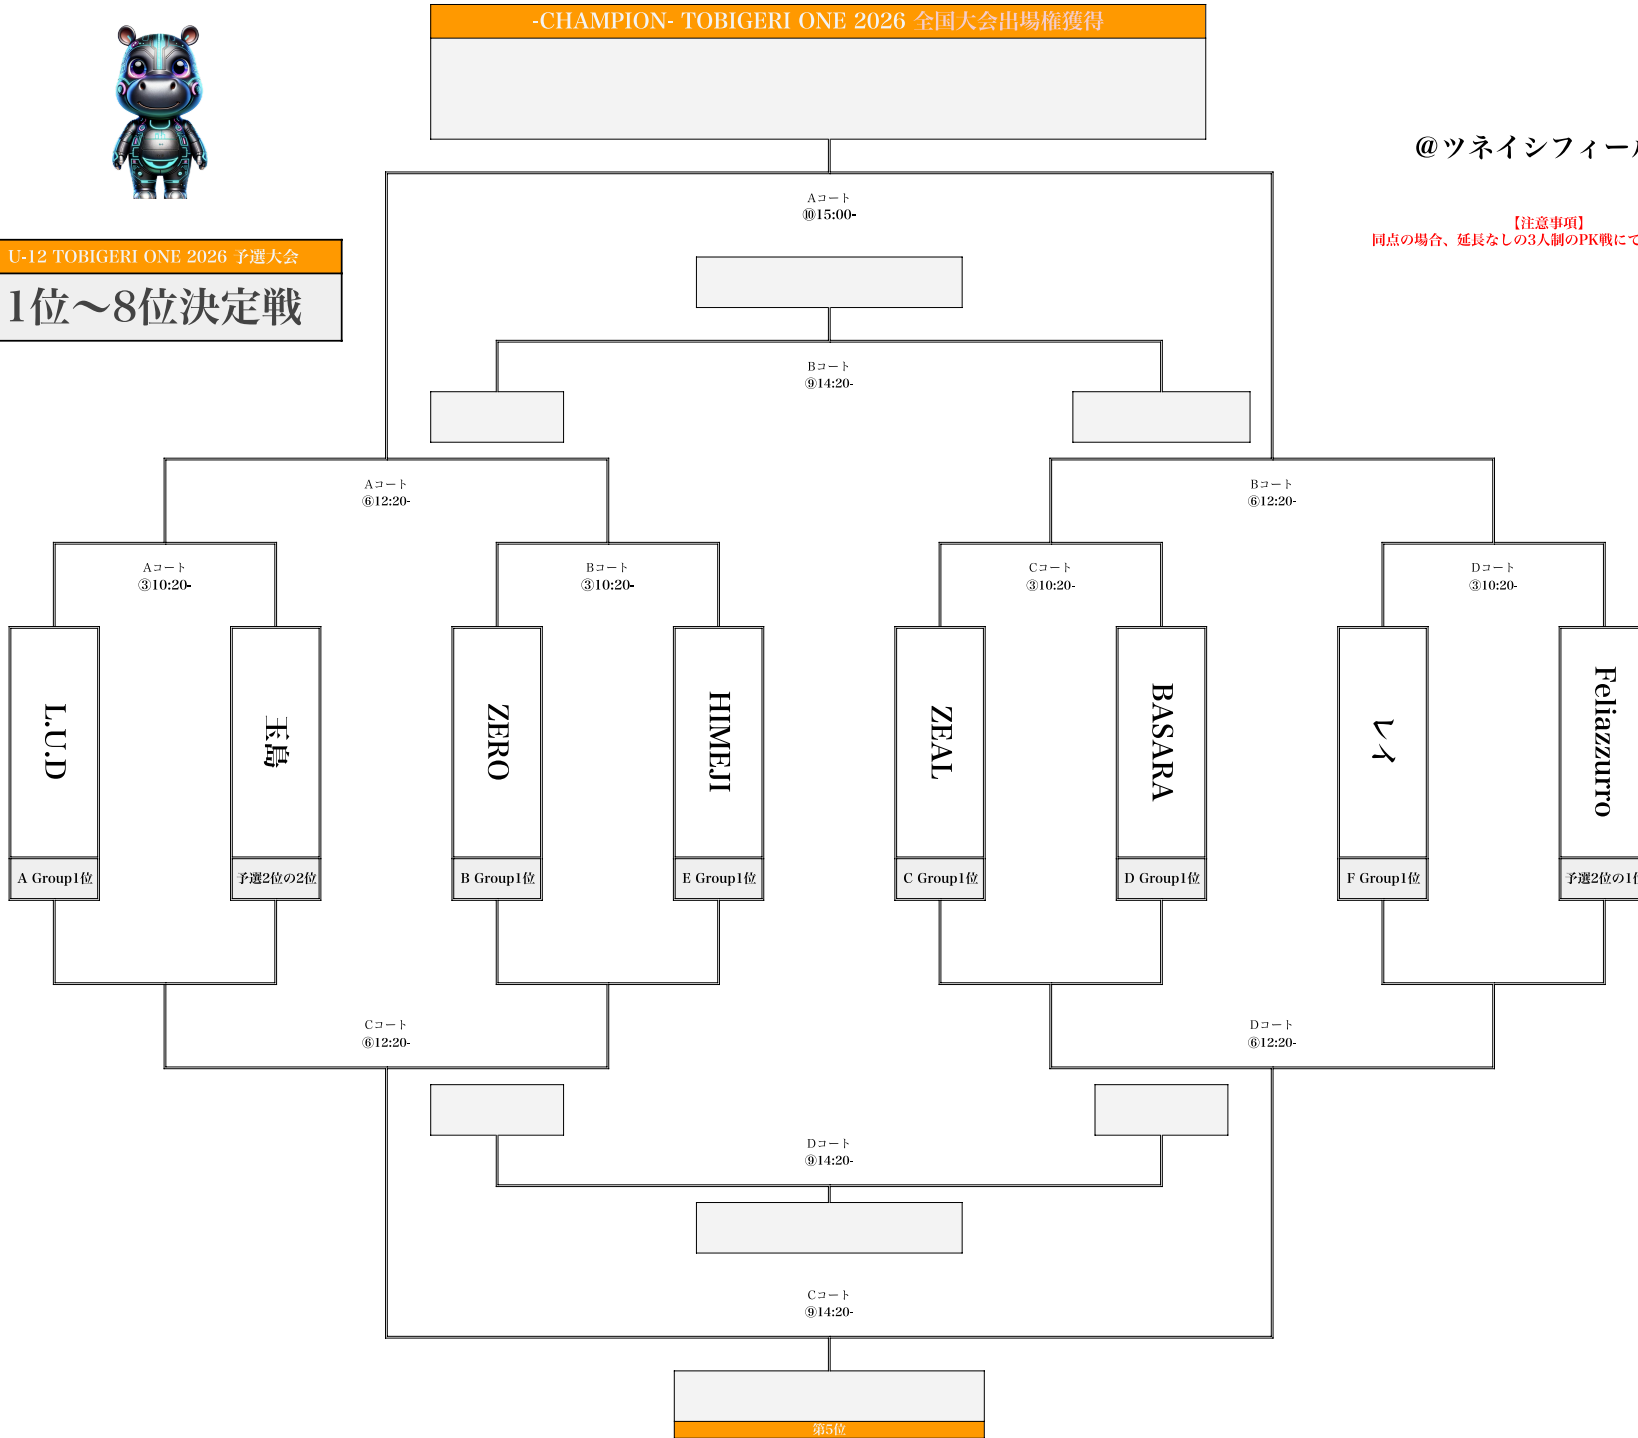 -CHAMPION- TOBIGERI ONE 2026 全国大会出場権獲得
@ツネイシフィール
Aコート
⑩15:00-
【注意事項】
同点の場合、延長なしの3人制のPK戦にて
U-12 TOBIGERI ONE 2026 予選大会
1位〜8位決定戦
Bコート
⑨14:20-
Aコート
⑥12:20-
Bコート
⑥12:20-
Aコート
③10:20-
Bコート
③10:20-
Cコート
③10:20-
Dコート
③10:20-
L.U.D
玉島
ZERO
HIMEJI
ZEAL
BASARA
レイ
Feliazzurro
A Group1位
予選2位の2位
B Group1位
E Group1位
C Group1位
D Group1位
F Group1位
予選2位の1位
Cコート
⑥12:20-
Dコート
⑥12:20-
Dコート
⑨14:20-
Cコート
⑨14:20-
第5位